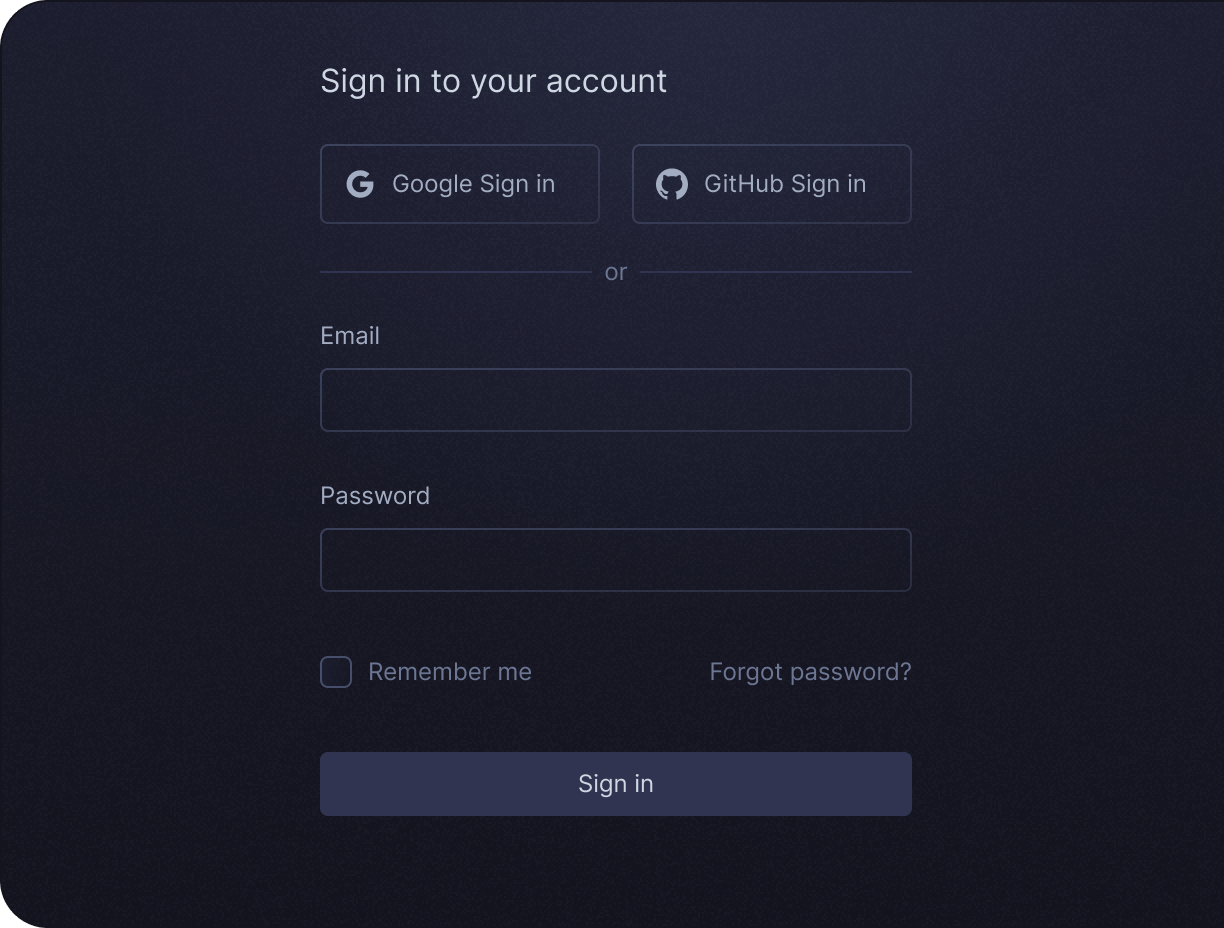 Sign in to your account
Google Sign in
GitHub Sign in
or
Email
Password
Remember me
Forgot password?
Sign in